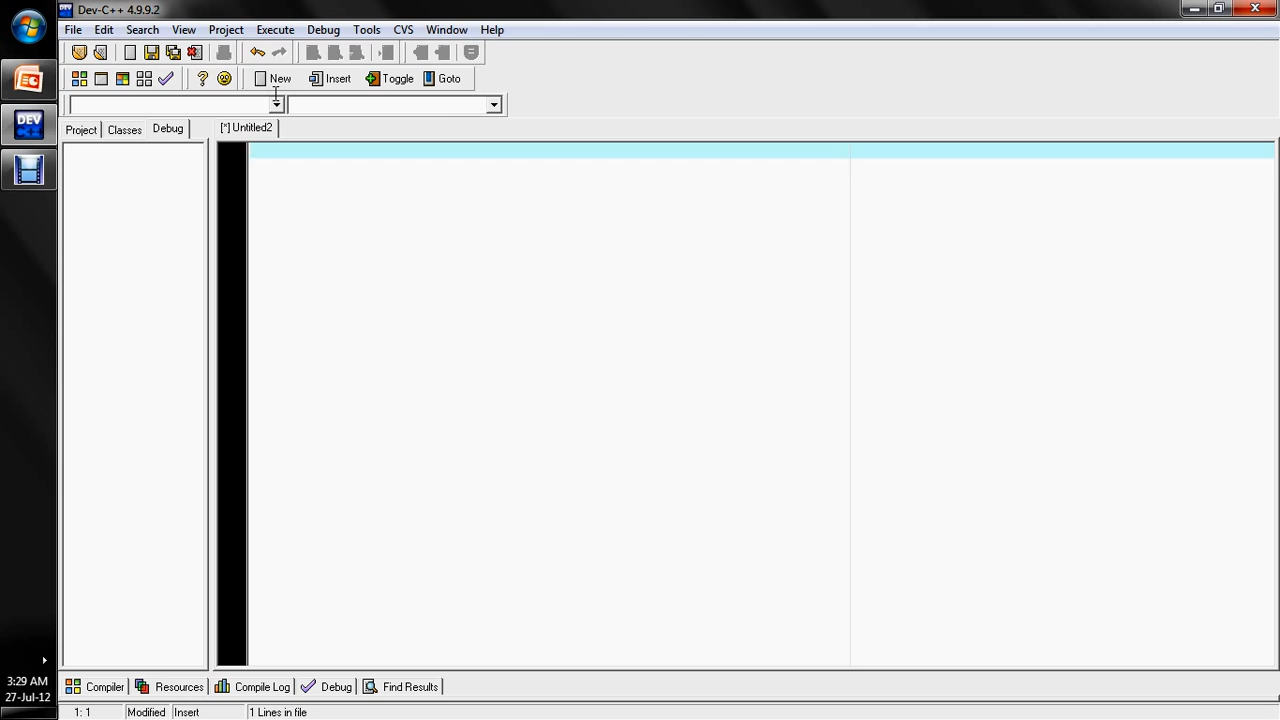 Dev-C++ 4.9.9.2
File Edit Search View Project Execute Debug Tools CVS Window Help
New Insert Toggle Goto
Project Classes Debug [*] Untitled2
DEV
Compiler Resources Compile Log Debug Find Results
3:29 AM
27-Jul-12
1: 1 Modified Insert 1 Lines in file